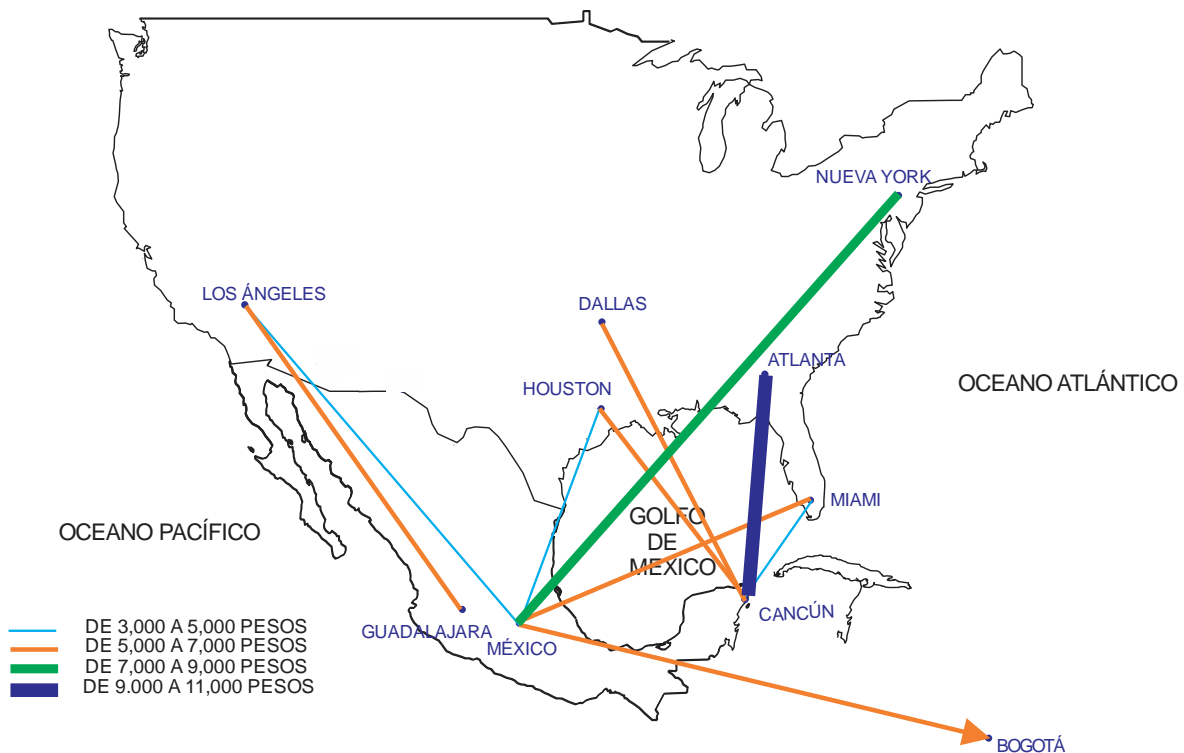 NUEVA YORK
LOS ÁNGELES
DALLAS
ATLANTA
HOUSTON
OCEANO ATLÁNTICO
MIAMI
OCEANO PACÍFICO
GOLFO
DE
MEXICO
CANCÚN
GUADALAJARA
MÉXICO
DE 3,000 A 5,000 PESOS
DE 5,000 A 7,000 PESOS
DE 7,000 A 9,000 PESOS
DE 9.000 A 11,000 PESOS
BOGOTÁ